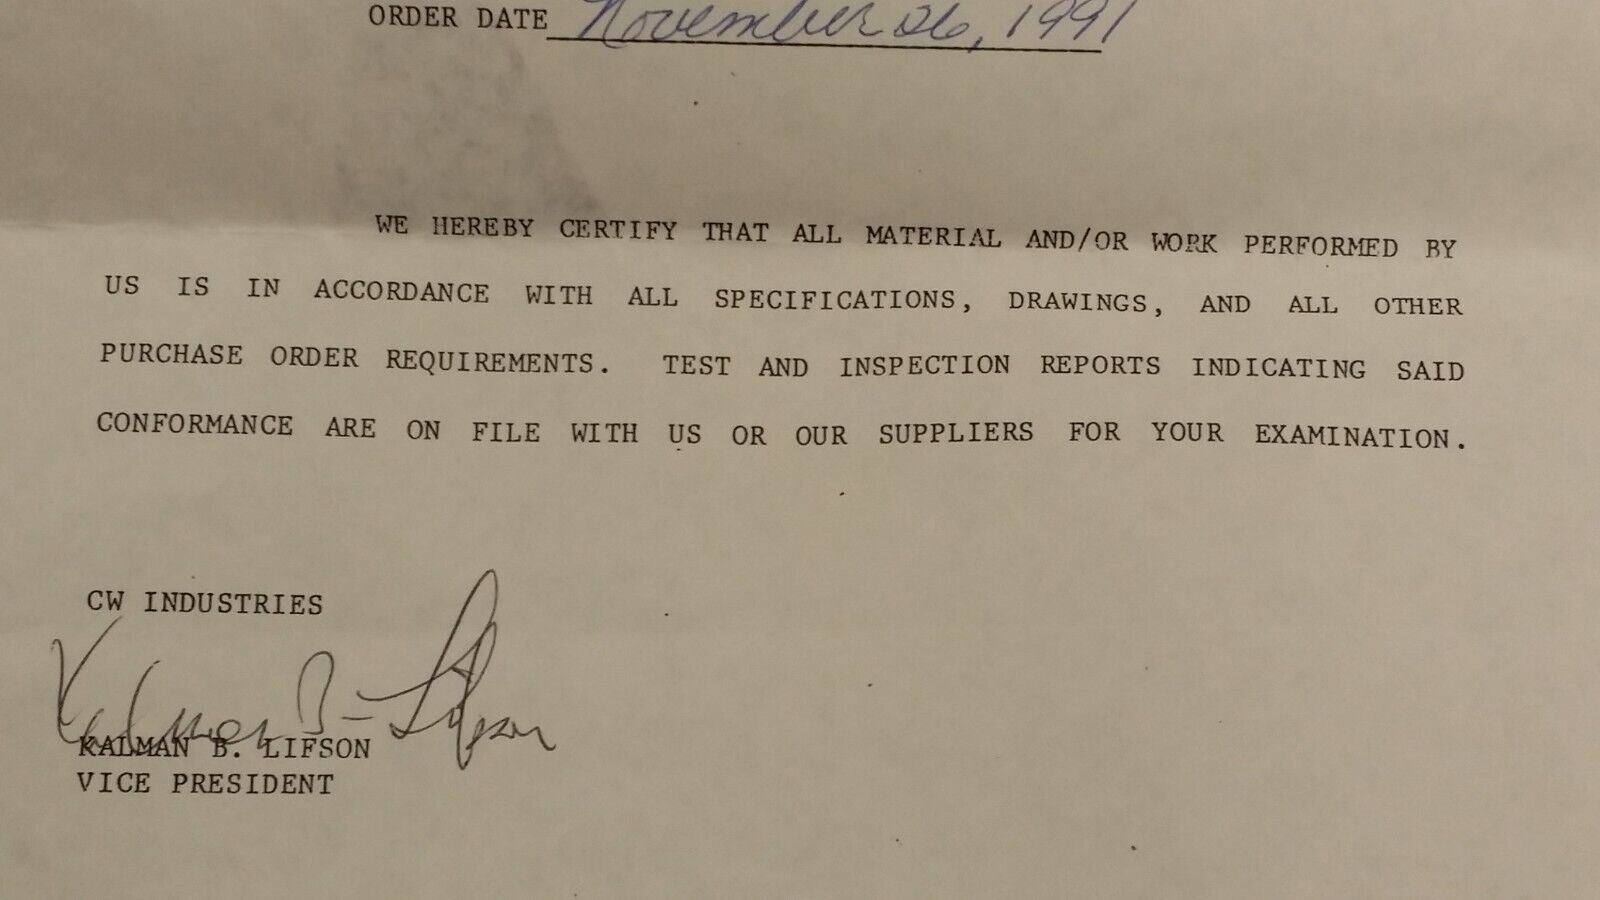 ORDER DATE November 26, 1991
WE HEREBY CERTIFY THAT ALL MATERIAL AND/OR WORK PERFORMED BY
US IS IN ACCORDANCE WITH ALL SPECIFICATIONS, DRAWINGS, AND ALL OTHER
PURCHASE ORDER REQUIREMENTS. TEST AND INSPECTION REPORTS INDICATING SAID
CONFORMANCE ARE ON FILE WITH US OR OUR SUPPLIERS FOR YOUR EXAMINATION.
CW INDUSTRIES
Kalman B. Lifson
KALMAN B. LIFSON
VICE PRESIDENT